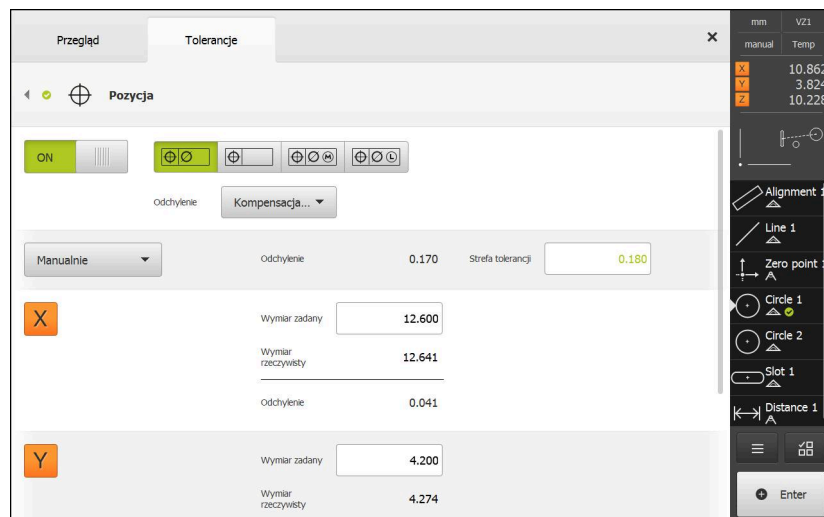 Przegląd
Tolerancje
×
Pozycja
ON
M
L
Odchylenie
Kompensacja...
Manualnie
Odchylenie 0.170 Strefa tolerancji 0.180
X
Wymiar zadany 12.600
Wymiar
rzeczywisty 12.641
Odchylenie 0.041
Y
Wymiar zadany 4.200
Wymiar
rzeczywisty 4.274
mm VZ1
manual Temp
X 10.862
Y 3.824
Z 10.228
Alignment 1
Line 1
Zero point 1
Circle 1
Circle 2
Slot 1
Distance 1
Enter